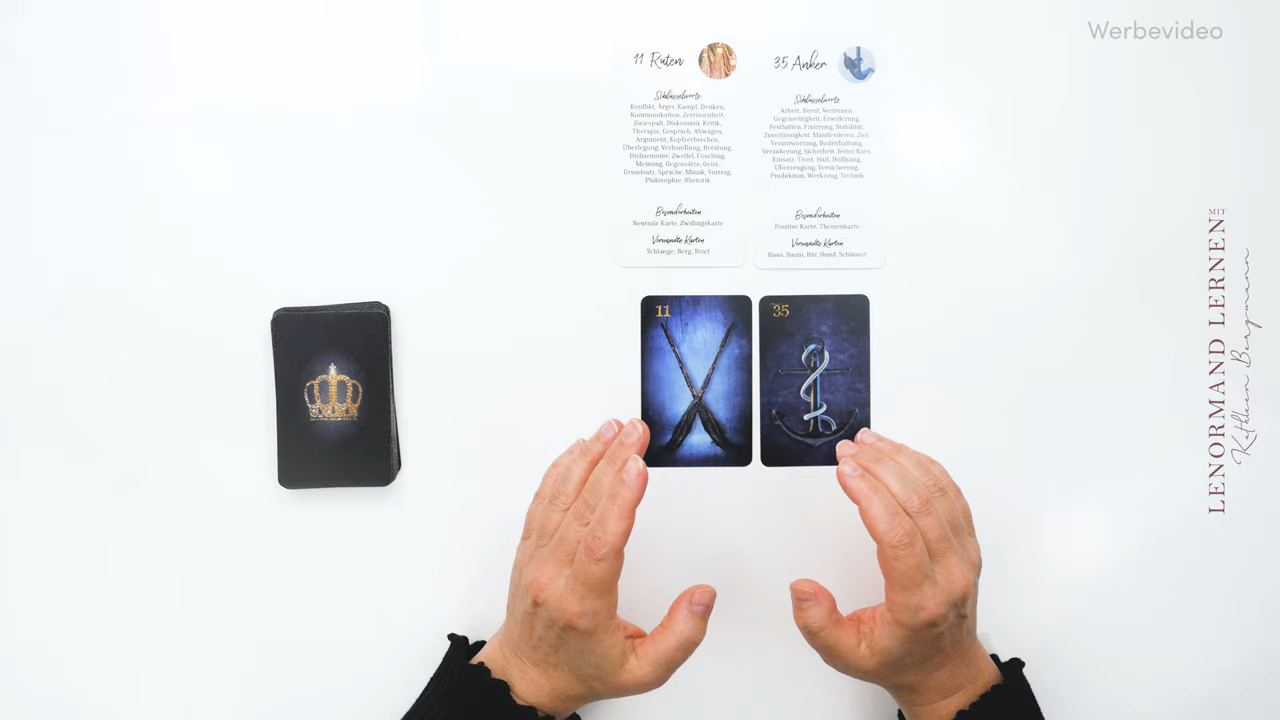 Werbevideo
11 Ruten
Schlüsselworte
Konflikt, Ärger, Kampf, Denken,
Kommunikation, Zerrissenheit,
Zwiespalt, Diskussion, Kritik,
Therapie, Gespräch, Abwägen,
Argument, Kopfzerbrechen,
Überlegung, Verhandlung, Beratung,
Disharmonie, Zweifel, Coaching,
Meinung, Gegensätze, Geist,
Grundsatz, Sprache, Mimik, Vortrag,
Philosophie, Rhetorik
Besonderheiten
Neutrale Karte, Zwillingskarte
Verwandte Karten
Schlange, Berg, Brief
35 Anker
Schlüsselworte
Arbeit, Beruf, Vertrauen,
Gegenseitigkeit, Erwiderung,
Festhalten, Fixierung, Stabilität,
Zuverlässigkeit, Manifestieren, Ziel,
Verantwortung, Bodenhaftung,
Verankerung, Sicherheit, fester Kurs,
Einsatz, Trost, Halt, Hoffnung,
Überzeugung, Versicherung,
Produktion, Werkzeug, Technik
Besonderheiten
Positive Karte, Themenkarte
Verwandte Karten
Haus, Baum, Bär, Hund, Schlüssel
11
35
LENORMAND LERNEN MIT
Kathleen Bergmann